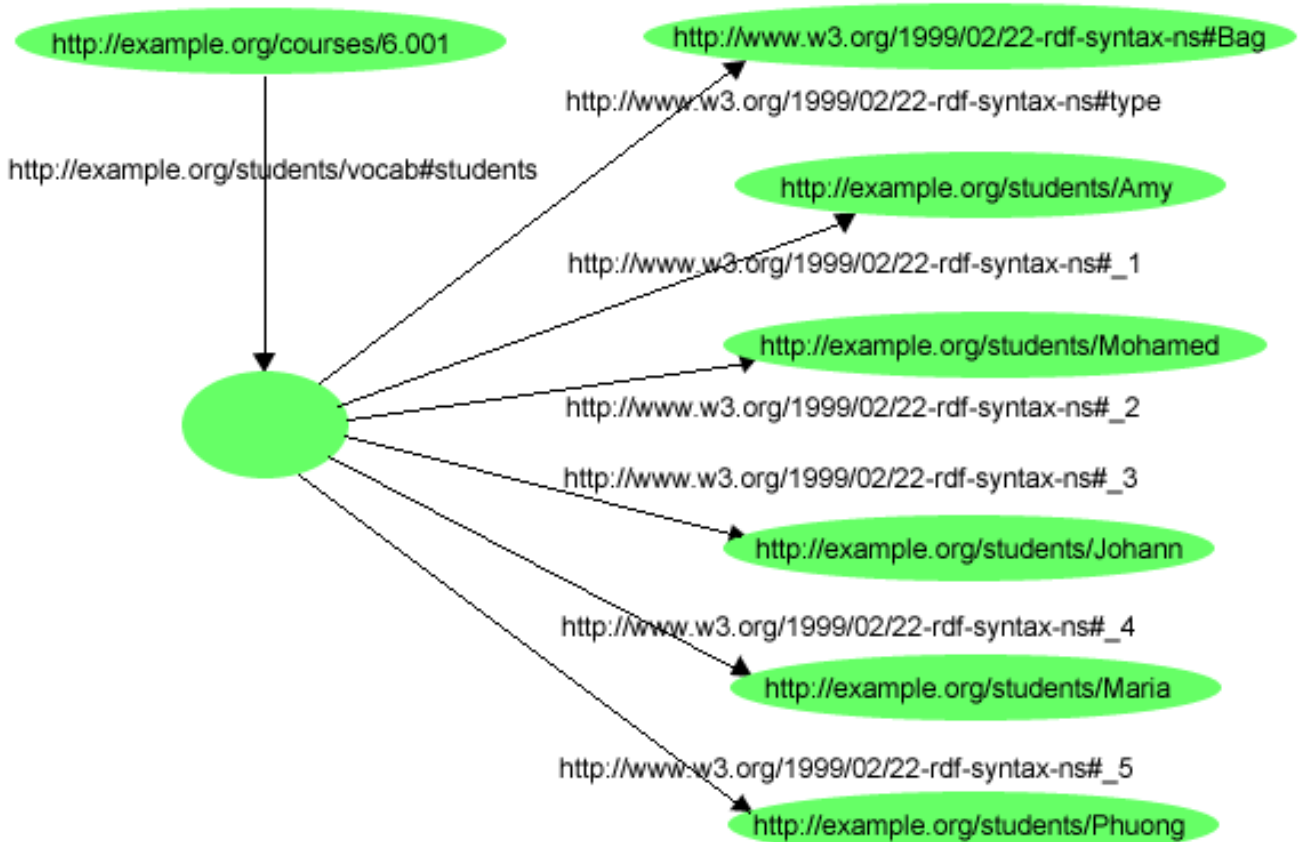 http://example.org/courses/6.001
http://www.w3.org/1999/02/22-rdf-syntax-ns#Bag
http://www.w3.org/1999/02/22-rdf-syntax-ns#type
http://example.org/students/vocab#students
http://example.org/students/Amy
http://www.w3.org/1999/02/22-rdf-syntax-ns#_1
http://example.org/students/Mohamed
http://www.w3.org/1999/02/22-rdf-syntax-ns#_2
http://www.w3.org/1999/02/22-rdf-syntax-ns#_3
http://example.org/students/Johann
http://www.w3.org/1999/02/22-rdf-syntax-ns#_4
http://example.org/students/Maria
http://www.w3.org/1999/02/22-rdf-syntax-ns#_5
http://example.org/students/Phuong